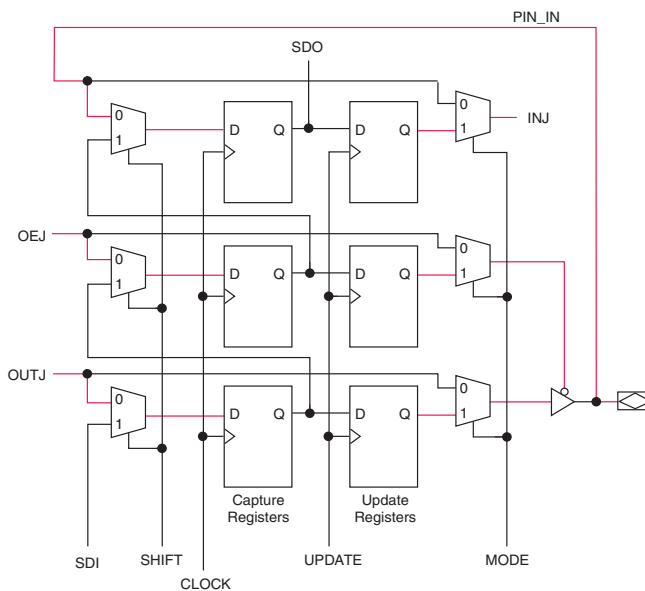 PIN_IN
SDO
0
1
D Q
D Q
0
1
INJ
OEJ
0
1
D Q
D Q
0
1
OUTJ
0
1
D Q
D Q
0
1
Capture
Registers
Update
Registers
SDI
SHIFT
CLOCK
UPDATE
MODE